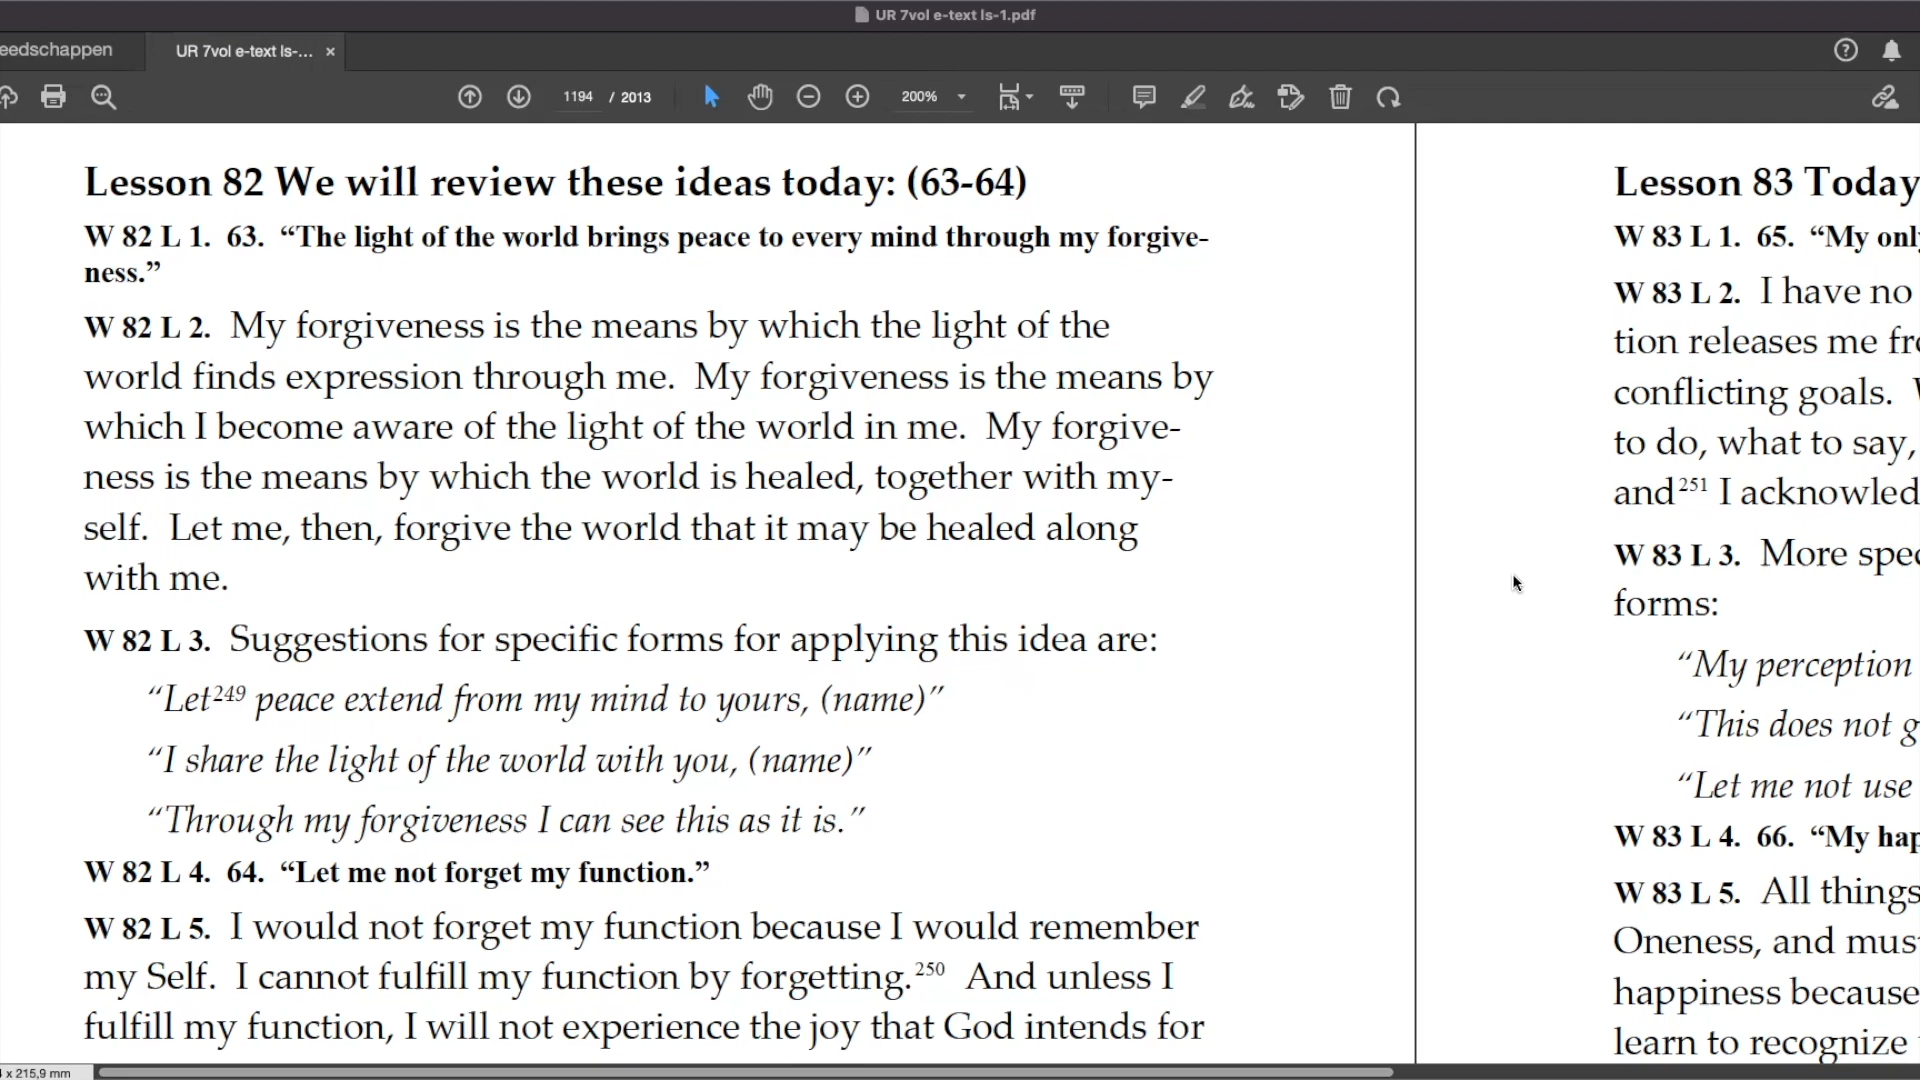 UR 7vol e-text ls-1.pdf
eedschappen
UR 7vol e-text ls-... ×
1194 / 2013
200%
Lesson 82 We will review these ideas today: (63-64)
W 82 L 1. 63. “The light of the world brings peace to every mind through my forgive-
ness.”
W 82 L 2. My forgiveness is the means by which the light of the
world finds expression through me. My forgiveness is the means by
which I become aware of the light of the world in me. My forgive-
ness is the means by which the world is healed, together with my-
self. Let me, then, forgive the world that it may be healed along
with me.
W 82 L 3. Suggestions for specific forms for applying this idea are:
“Let249 peace extend from my mind to yours, (name)”
“I share the light of the world with you, (name)”
“Through my forgiveness I can see this as it is.”
W 82 L 4. 64. “Let me not forget my function.”
W 82 L 5. I would not forget my function because I would remember
my Self. I cannot fulfill my function by forgetting.250 And unless I
fulfill my function, I will not experience the joy that God intends for
Lesson 83 Today
W 83 L 1. 65. “My only
W 83 L 2. I have no
tion releases me fro
conflicting goals.
to do, what to say,
and251 I acknowled
W 83 L 3. More spec
forms:
“My perception
“This does not g
“Let me not use
W 83 L 4. 66. “My hap
W 83 L 5. All things
Oneness, and mus
happiness because
learn to recognize
x 215,9 mm